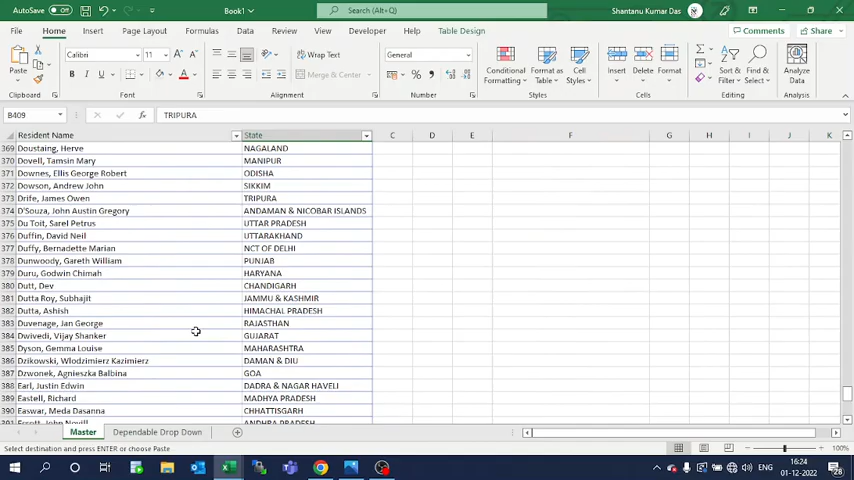 AutoSave Off Book1 Search (Alt+Q) Shantanu Kumar Das
File Home Insert Page Layout Formulas Data Review View Developer Help Table Design Comments Share
Calibri 11 Wrap Text General
Paste B I U Merge & Center % Conditional Formatting Format as Table Cell Styles Insert Delete Format Sort & Filter Find & Select Analyze Data
Clipboard Font Alignment Number Styles Cells Editing Analysis
B409 fx TRIPURA
Resident Name State C D E F G H I J K
369 Doustaing, Herve NAGALAND
370 Dovell, Tamsin Mary MANIPUR
371 Downes, Ellis George Robert ODISHA
372 Dowson, Andrew John SIKKIM
373 Drife, James Owen TRIPURA
374 D'Souza, John Austin Gregory ANDAMAN & NICOBAR ISLANDS
375 Du Toit, Sarel Petrus UTTAR PRADESH
376 Duffin, David Neil UTTARAKHAND
377 Duffy, Bernadette Marian NCT OF DELHI
378 Dunwoody, Gareth William PUNJAB
379 Duru, Godwin Chimah HARYANA
380 Dutt, Dev CHANDIGARH
381 Dutta Roy, Subhajit JAMMU & KASHMIR
382 Dutta, Ashish HIMACHAL PRADESH
383 Duvenage, Jan George RAJASTHAN
384 Dwivedi, Vijay Shanker GUJARAT
385 Dyson, Gemma Louise MAHARASHTRA
386 Dzikowski, Wlodzimierz Kazimierz DAMAN & DIU
387 Dzwonek, Agnieszka Balbina GOA
388 Earl, Justin Edwin DADRA & NAGAR HAVELI
389 Eastell, Richard MADHYA PRADESH
390 Easwar, Meda Dasanna CHHATTISGARH
391 ANDHRA PRADESH
Master Dependable Drop Down
Select destination and press ENTER or choose Paste 100%
ENG 16:24
01-12-2022 28